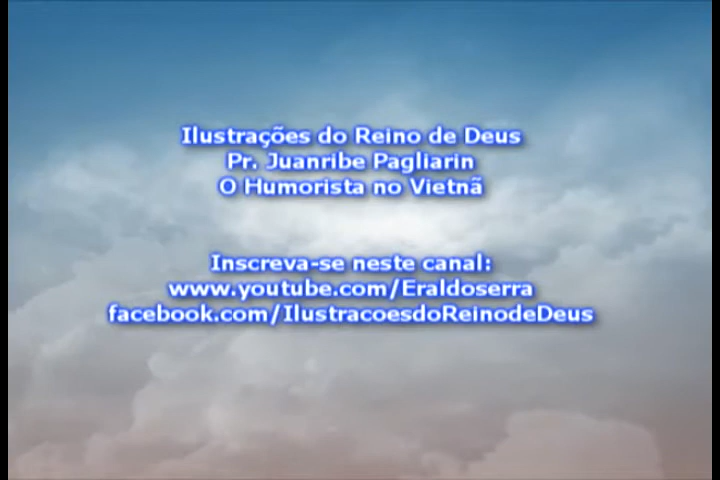 Ilustrações do Reino de Deus
Pr. Juanribe Pagliarin
O Humorista no Vietnã
Inscreva-se neste canal:
www.youtube.com/Eraldoserra
facebook.com/IlustracoesdoReinodeDeus